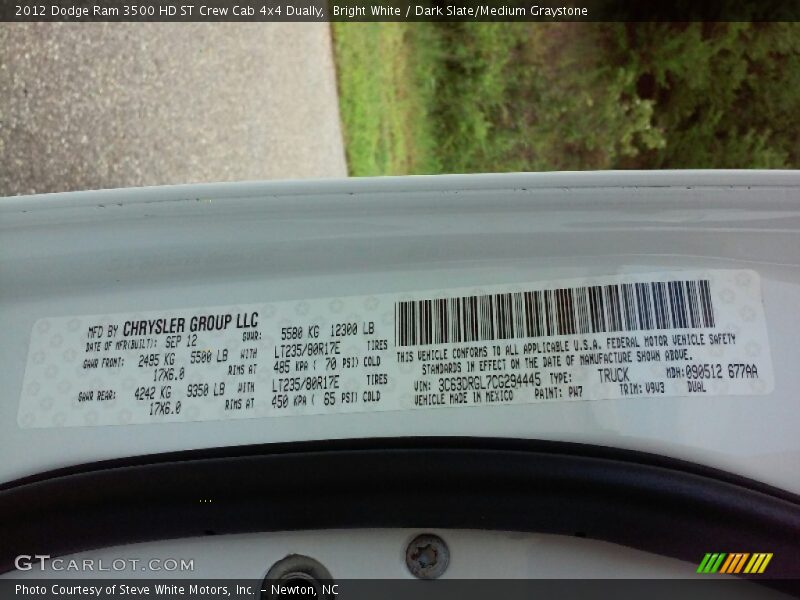 2012 Dodge Ram 3500 HD ST Crew Cab 4x4 Dually, Bright White / Dark Slate/Medium Graystone
MFD BY CHRYSLER GROUP LLC
DATE OF MFR(BUILT): SEP 12 GVWR: 5580 KG 12300 LB
GAWR FRONT: 2495 KG 5500 LB WITH LT235/80R17E TIRES
17X6.0 RIMS AT 485 KPA ( 70 PSI) COLD
GAWR REAR: 4242 KG 9350 LB WITH LT235/80R17E TIRES
17X6.0 RIMS AT 450 KPA ( 65 PSI) COLD
THIS VEHICLE CONFORMS TO ALL APPLICABLE U.S.A. FEDERAL MOTOR VEHICLE SAFETY
STANDARDS IN EFFECT ON THE DATE OF MANUFACTURE SHOWN ABOVE.
VIN: 3C63DRGL7CG294445 TYPE: TRUCK MDH: 090512 677AA
VEHICLE MADE IN MEXICO PAINT: PW7 TRIM: V9V3 DUAL
GTCARLOT.COM
Photo Courtesy of Steve White Motors, Inc. – Newton, NC